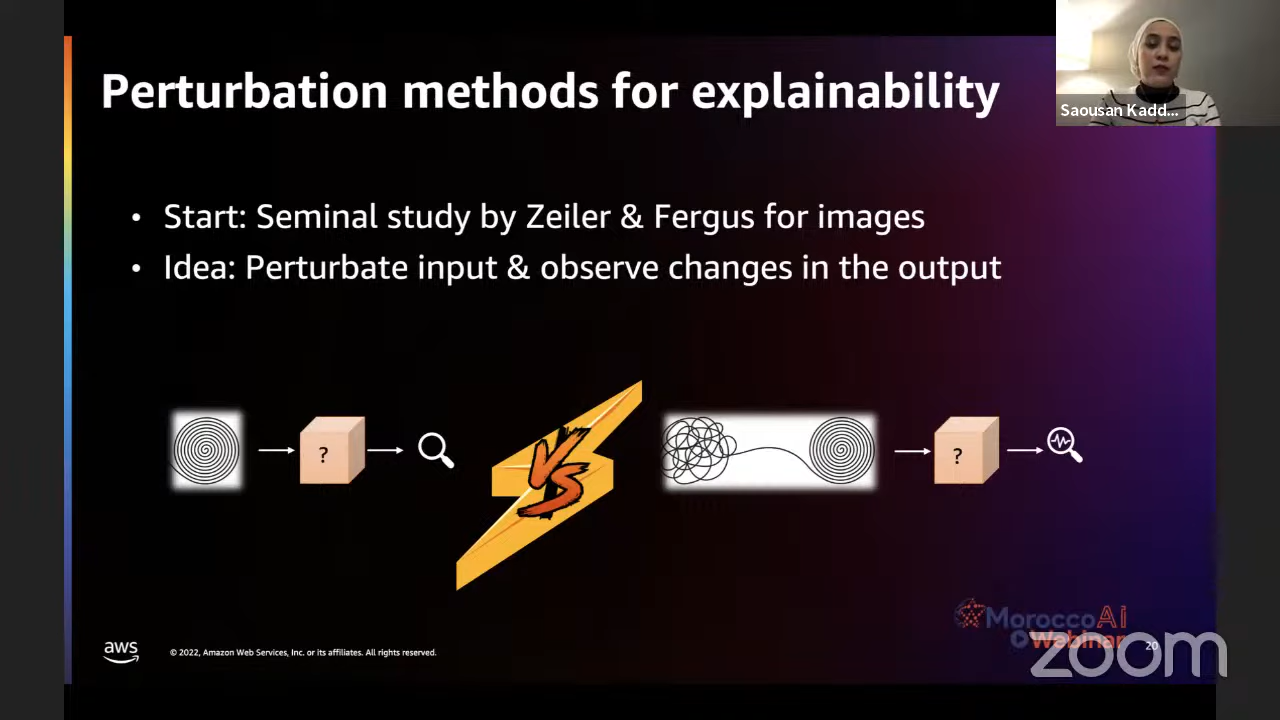 Perturbation methods for explainability
Saousan Kadd...
• Start: Seminal study by Zeiler & Fergus for images
• Idea: Perturbate input & observe changes in the output
?
VS
?
MoroccoAI
Webinar
aws
© 2022, Amazon Web Services, Inc. or its affiliates. All rights reserved.
20
zoom